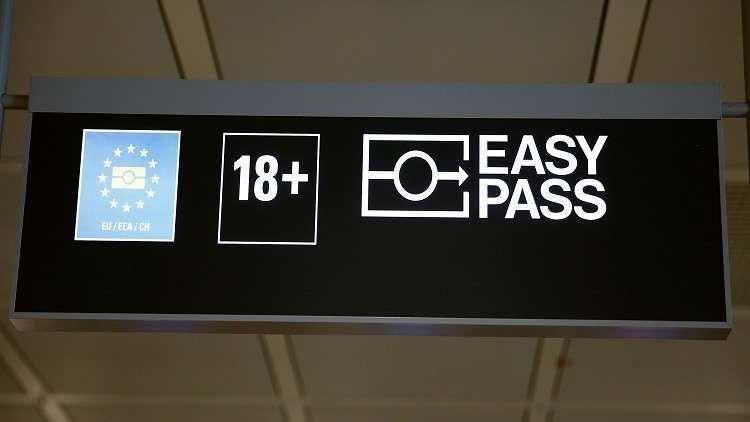 EU / EEA / CH
18+
EASY
PASS